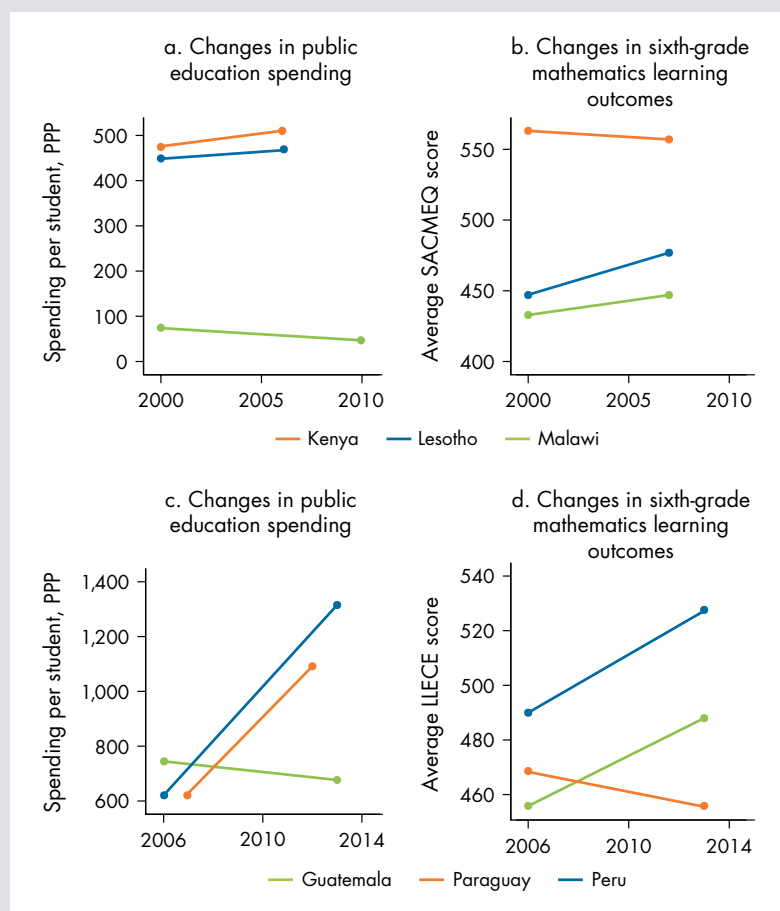 a. Changes in public
education spending
Spending per student, PPP
500
400
300
200
100
0
2000 2005 2010
b. Changes in sixth-grade
mathematics learning
outcomes
Average SACMEQ score
550
500
450
400
2000 2005 2010
Kenya Lesotho Malawi
c. Changes in public
education spending
Spending per student, PPP
1,400
1,200
1,000
800
600
2006 2010 2014
d. Changes in sixth-grade
mathematics learning
outcomes
Average LLECE score
540
520
500
480
460
2006 2010 2014
Guatemala Paraguay Peru